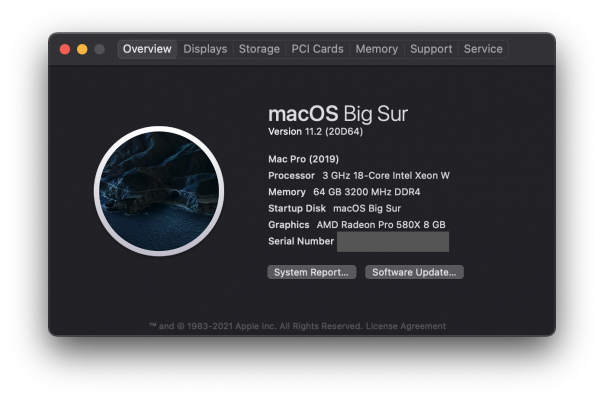 Overview Displays Storage PCI Cards Memory Support Service
macOS Big Sur
Version 11.2 (20D64)
Mac Pro (2019)
Processor 3 GHz 18-Core Intel Xeon W
Memory 64 GB 3200 MHz DDR4
Startup Disk macOS Big Sur
Graphics AMD Radeon Pro 580X 8 GB
Serial Number
System Report... Software Update...
™ and © 1983-2021 Apple Inc. All Rights Reserved. License Agreement